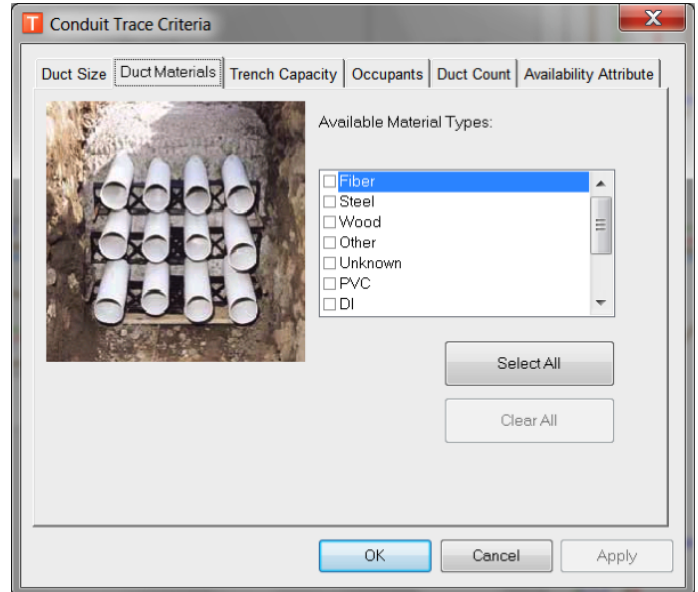 T Conduit Trace Criteria X
Duct Size Duct Materials Trench Capacity Occupants Duct Count Availability Attribute
Available Material Types:
Fiber
Steel
Wood
Other
Unknown
PVC
DI
Select All
Clear All
OK Cancel Apply